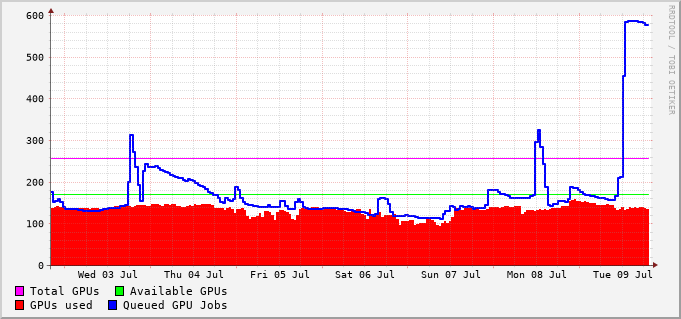 600
500
400
300
200
100
0
Wed 03 Jul Thu 04 Jul Fri 05 Jul Sat 06 Jul Sun 07 Jul Mon 08 Jul Tue 09 Jul
Total GPUs Available GPUs
GPUs used Queued GPU Jobs
RRDTOOL / TOBI OETIKER